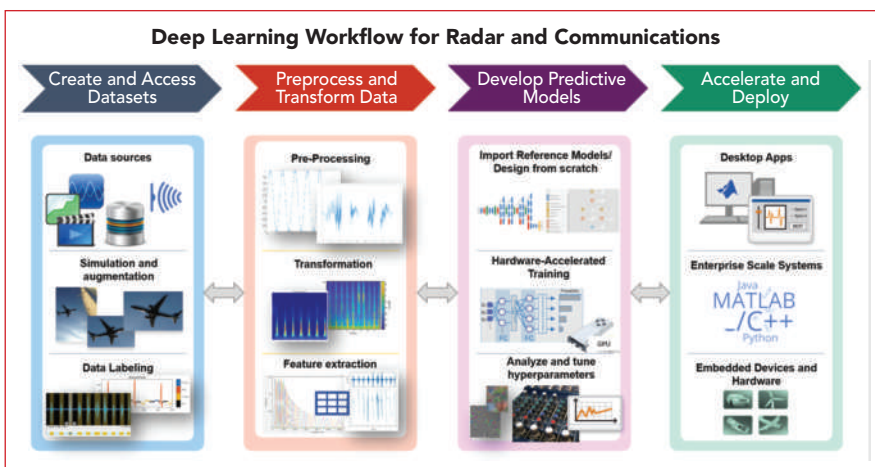 Deep Learning Workflow for Radar and Communications
Create and Access
Datasets
Preprocess and
Transform Data
Develop Predictive
Models
Accelerate and
Deploy
Data sources
Simulation and
augmentation
Data Labeling
Pre-Processing
Transformation
Feature extraction
Import Reference Models/
Design from scratch
Hardware-Accelerated
Training
GPU
Analyze and tune
hyperparameters
Desktop Apps
Enterprise Scale Systems
Java
MATLAB
_/C++
Python
Embedded Devices and
Hardware